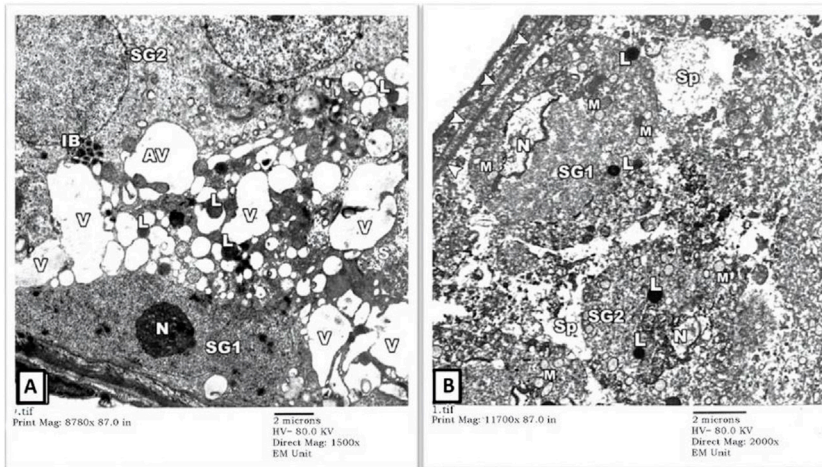 SG2
L
IB
AV
L
L
V
V
V
L
V
S
N
SG1
V
V
A
.tif
Print Mag: 8780x 87.0 in
2 microns
HV= 80.0 KV
Direct Mag: 1500x
EM Unit
L
Sp
M
M
N
M
SG1
L
M
L
Sp
SG2
N
L
M
B
1.tif
Print Mag: 11700x 87.0 in
2 microns
HV= 80.0 KV
Direct Mag: 2000x
EM Unit